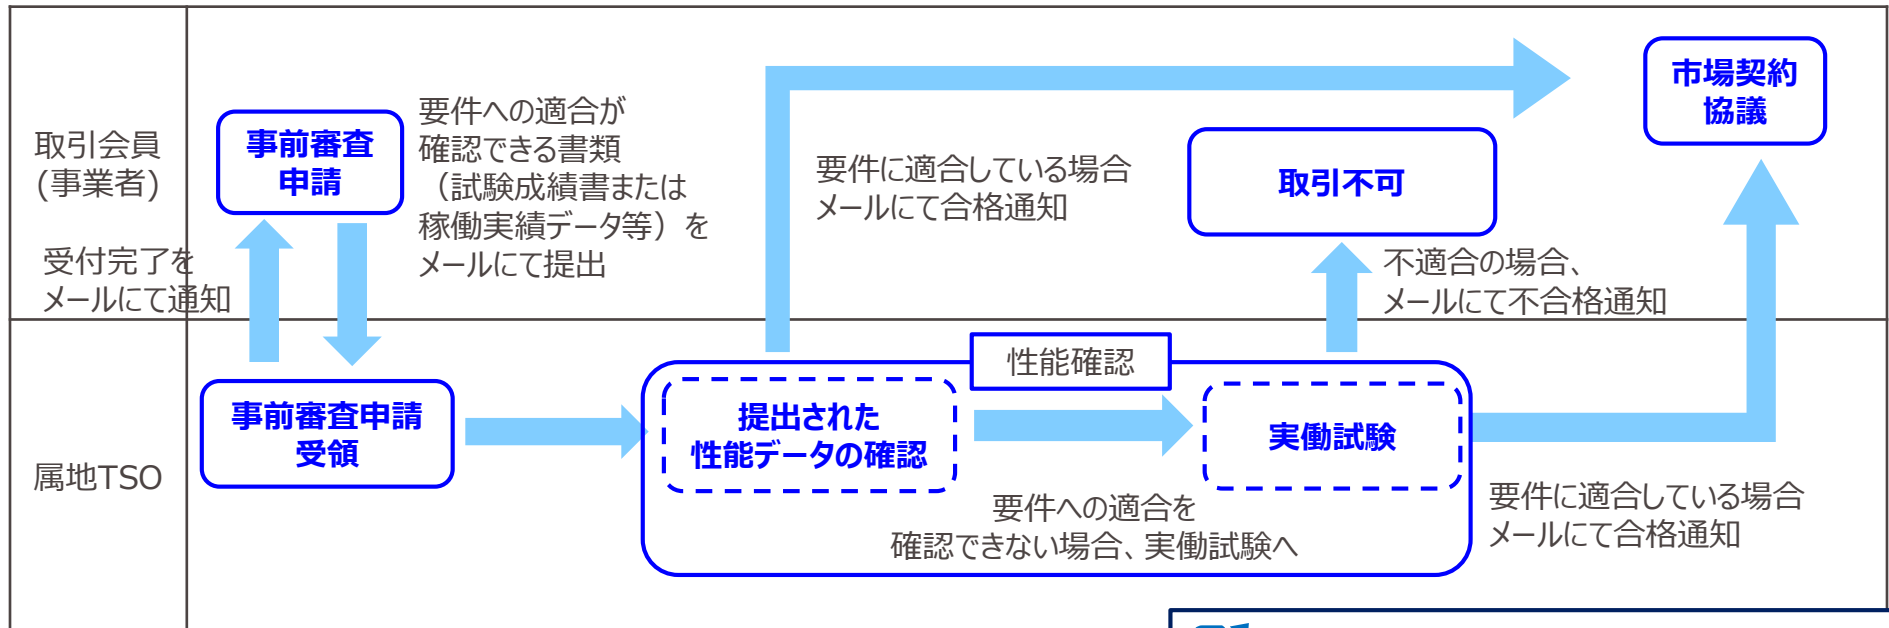 取引会員
(事業者)
事前審査
申請
要件への適合が
確認できる書類
（試験成績書または
稼働実績データ等）を
メールにて提出
受付完了を
メールにて通知
要件に適合している場合
メールにて合格通知
取引不可
市場契約
協議
不適合の場合、
メールにて不合格通知
属地TSO
事前審査申請
受領
性能確認
提出された
性能データの確認
実働試験
要件への適合を
確認できない場合、実働試験へ
要件に適合している場合
メールにて合格通知